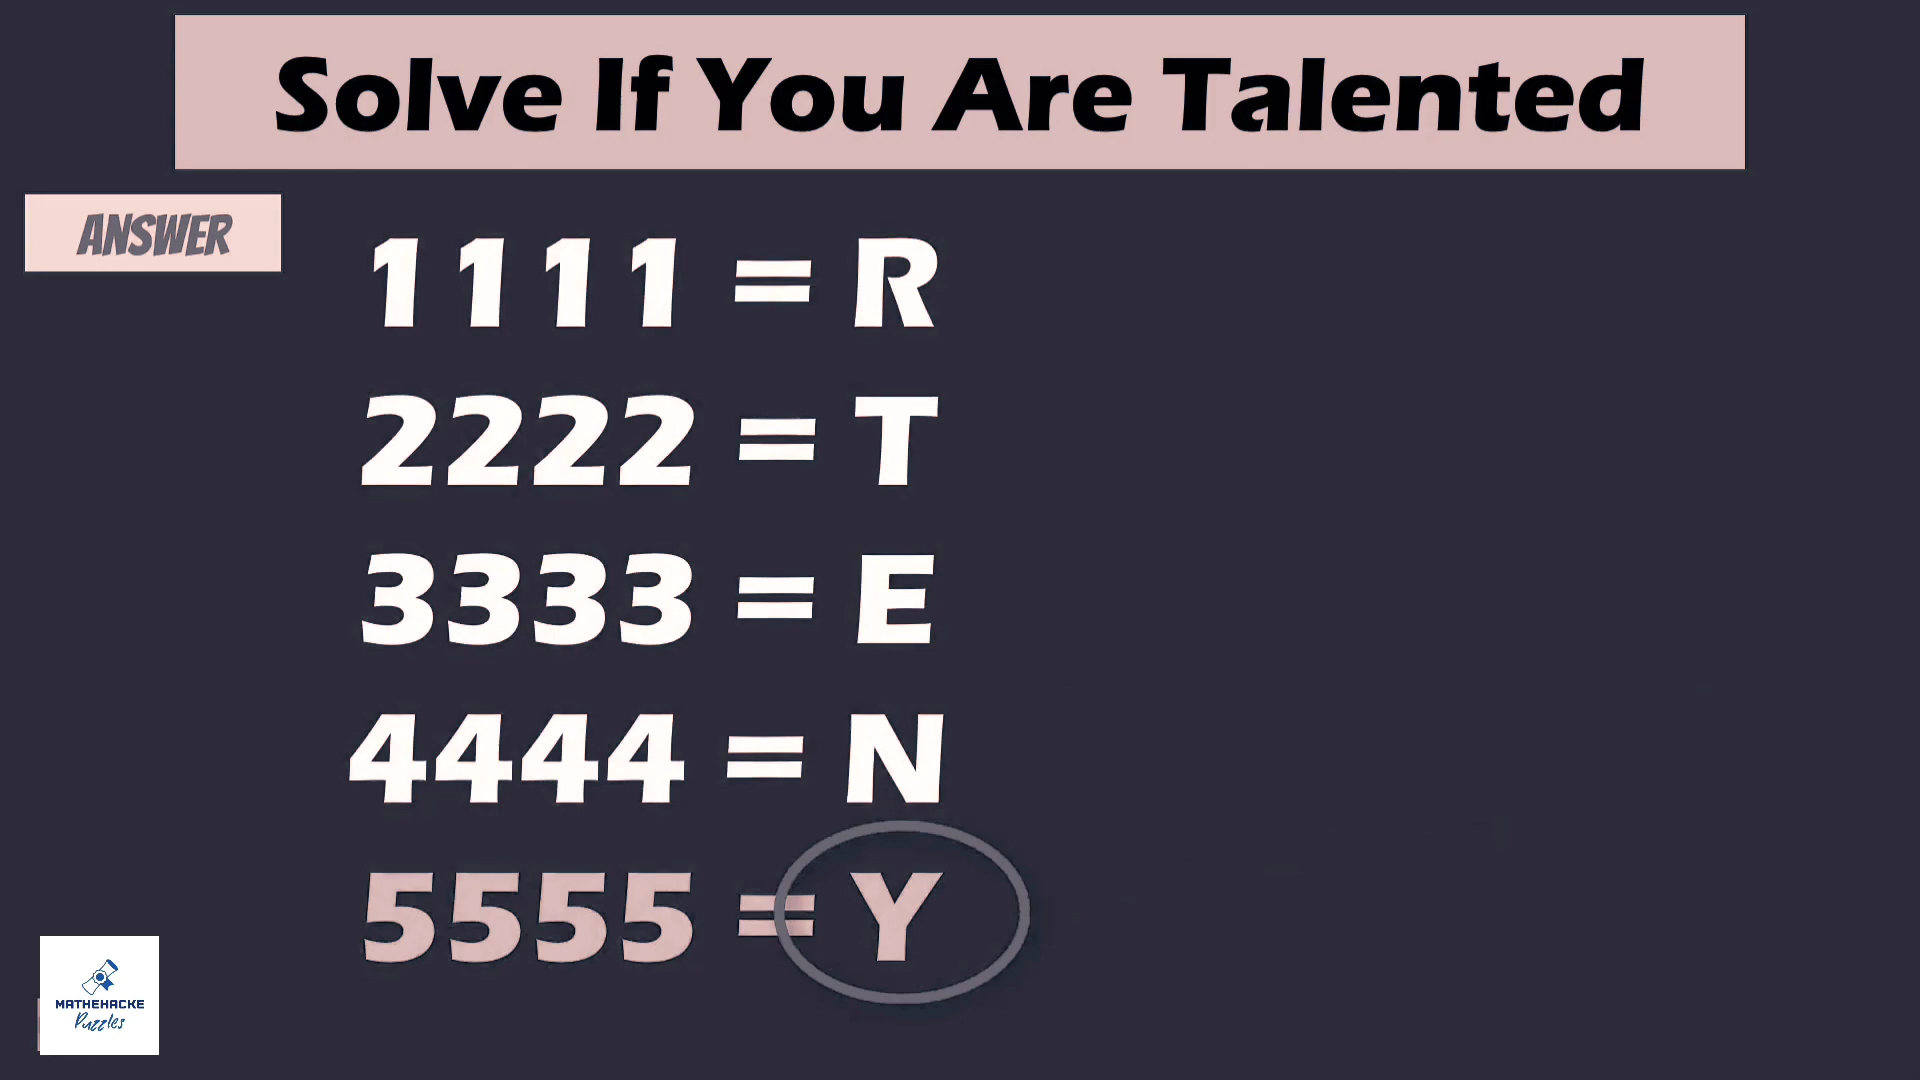 Solve If You Are Talented
ANSWER
1111 = R
2222 = T
3333 = E
4444 = N
5555 = Y
MATHEHACKE
Puzzles